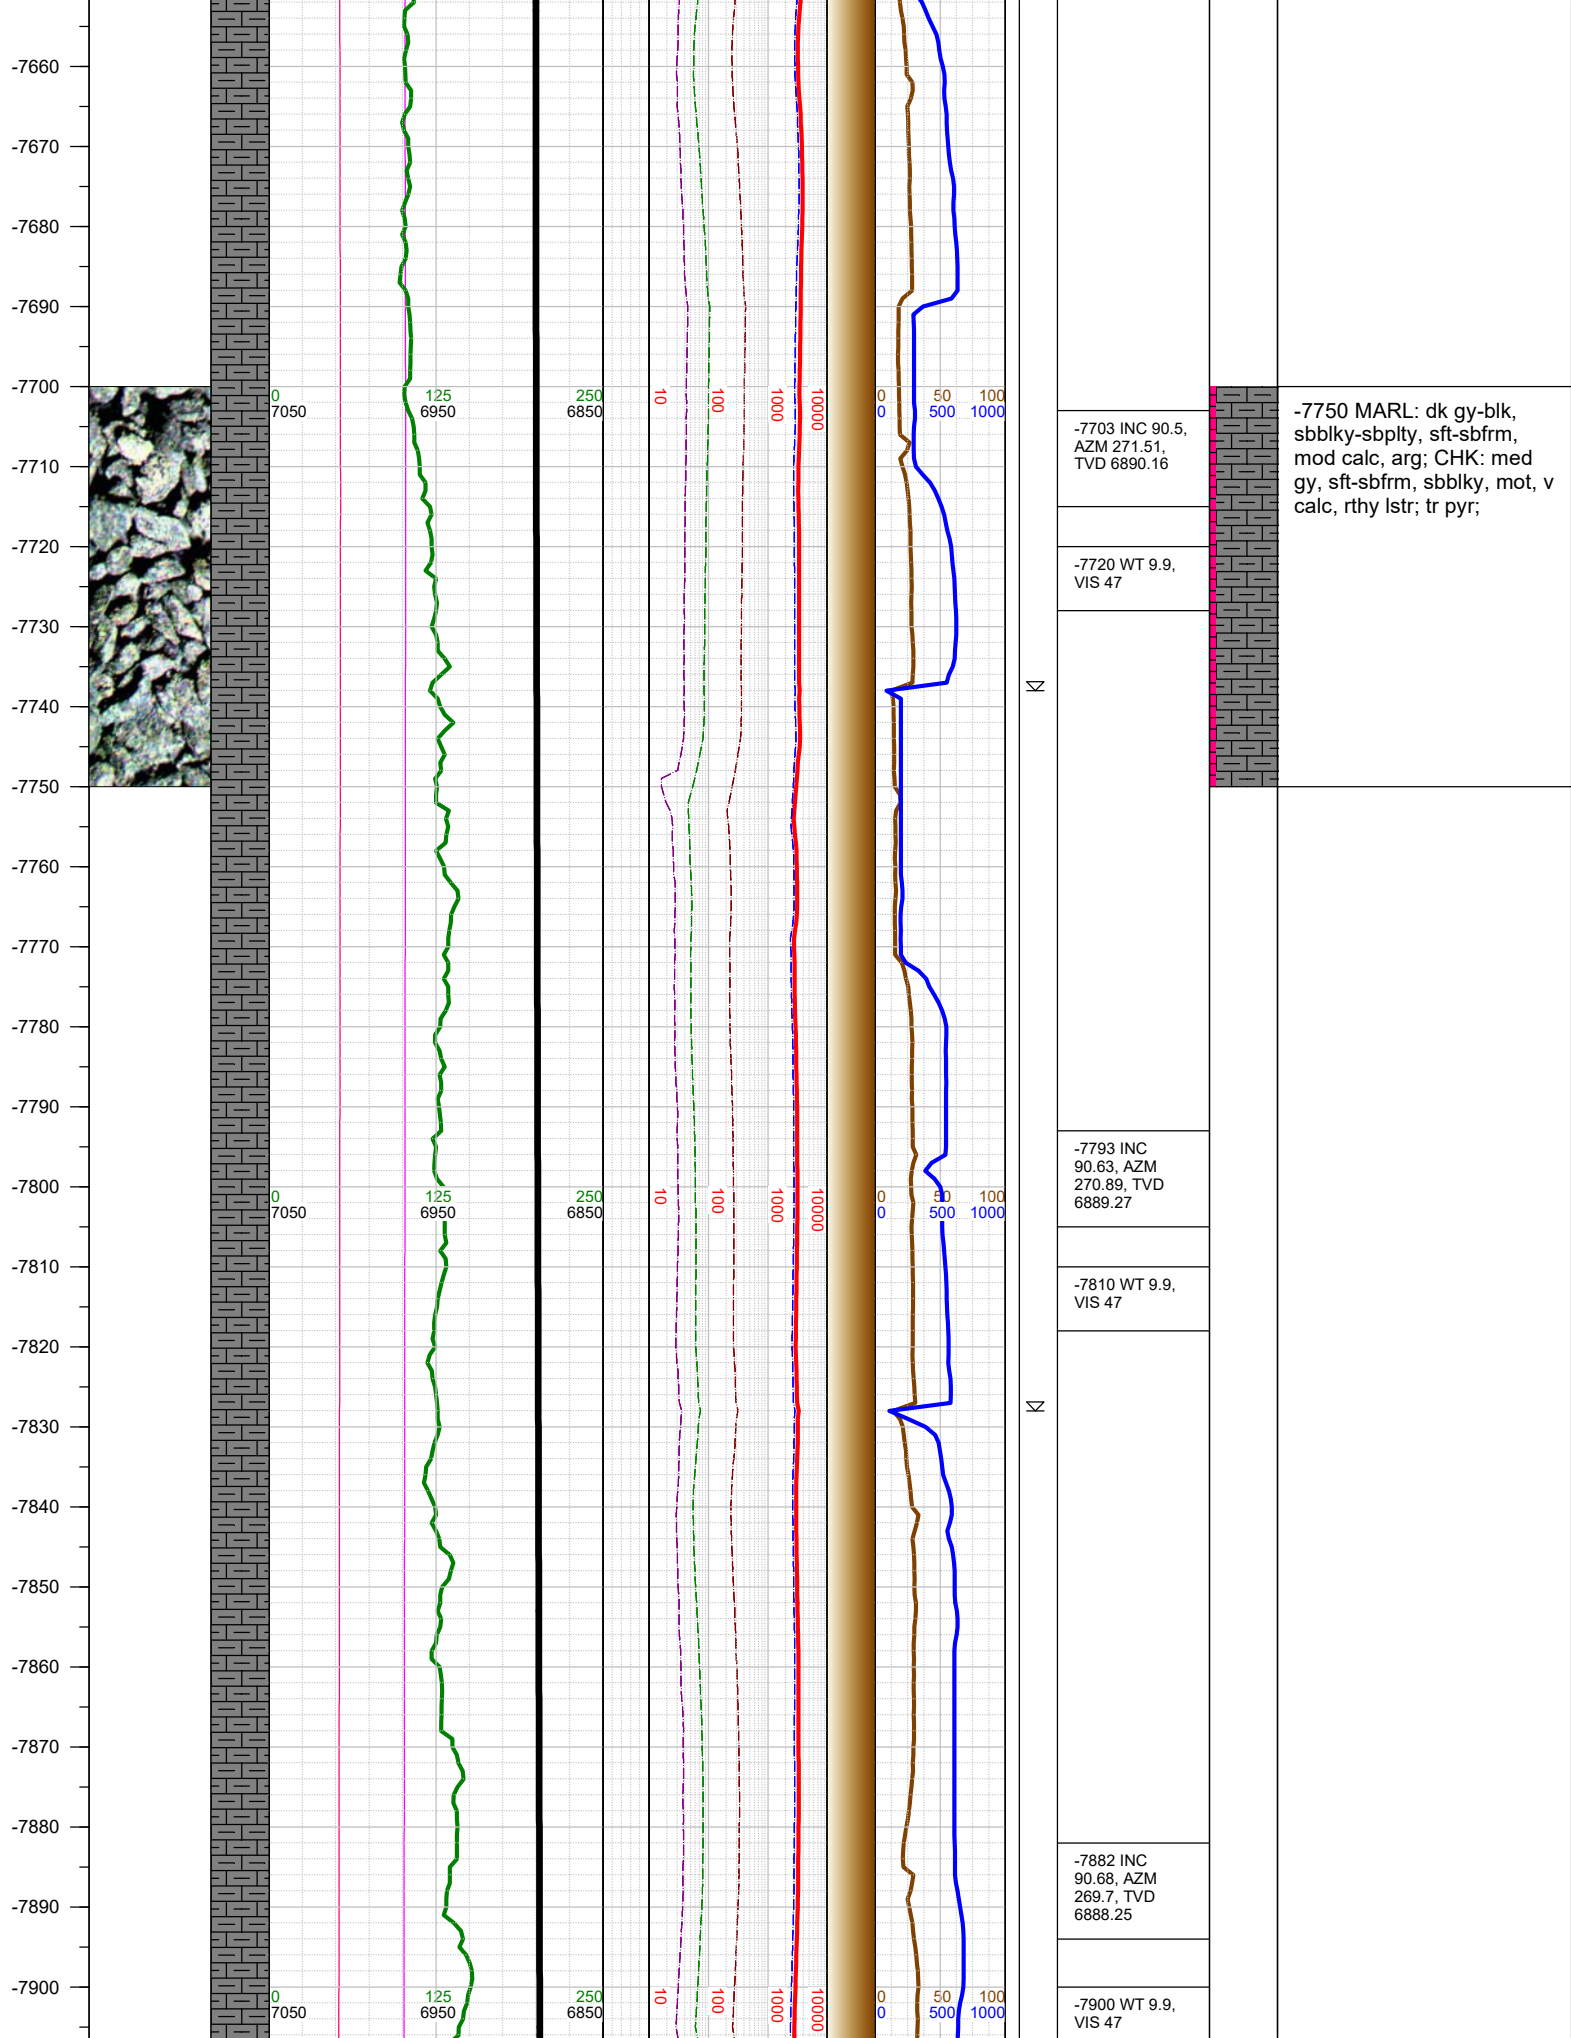 -7660
-7670
-7680
-7690
-7700
0 125 250 10 100 1000 10000 0 50 100
7050 6950 6850 0 500 1000
-7703 INC 90.5,
AZM 271.51,
TVD 6890.16
-7750 MARL: dk gy-blk,
sbblky-sbplty, sft-sbfrm,
mod calc, arg; CHK: med
gy, sft-sbfrm, sbblky, mot, v
calc, rthy lstr; tr pyr;
-7710
-7720
-7720 WT 9.9,
VIS 47
-7730
-7740
-7750
-7760
-7770
-7780
-7790
-7793 INC
90.63, AZM
270.89, TVD
6889.27
-7800
0 125 250 10 100 1000 10000 0 50 100
7050 6950 6850 0 500 1000
-7810
-7810 WT 9.9,
VIS 47
-7820
-7830
-7840
-7850
-7860
-7870
-7880
-7882 INC
90.68, AZM
269.7, TVD
6888.25
-7890
-7900
0 125 250 10 100 1000 10000 0 50 100
7050 6950 6850 0 500 1000
-7900 WT 9.9,
VIS 47